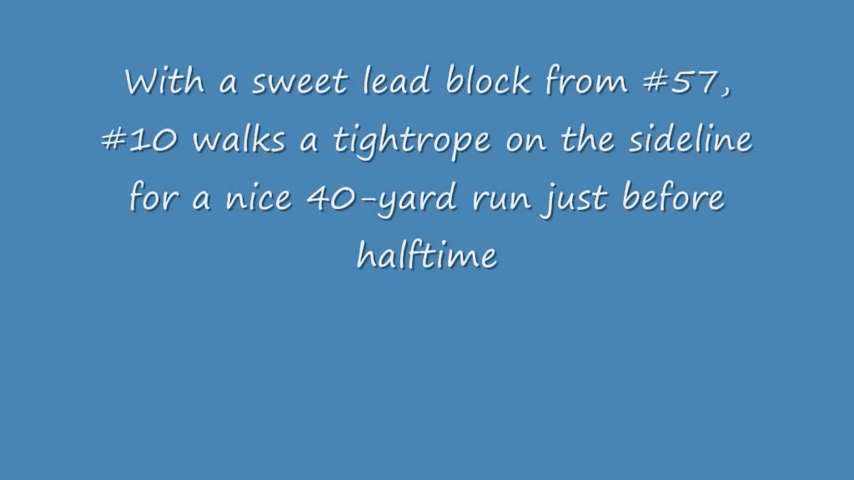 With a sweet lead block from #57,
#10 walks a tightrope on the sideline
for a nice 40-yard run just before
halftime